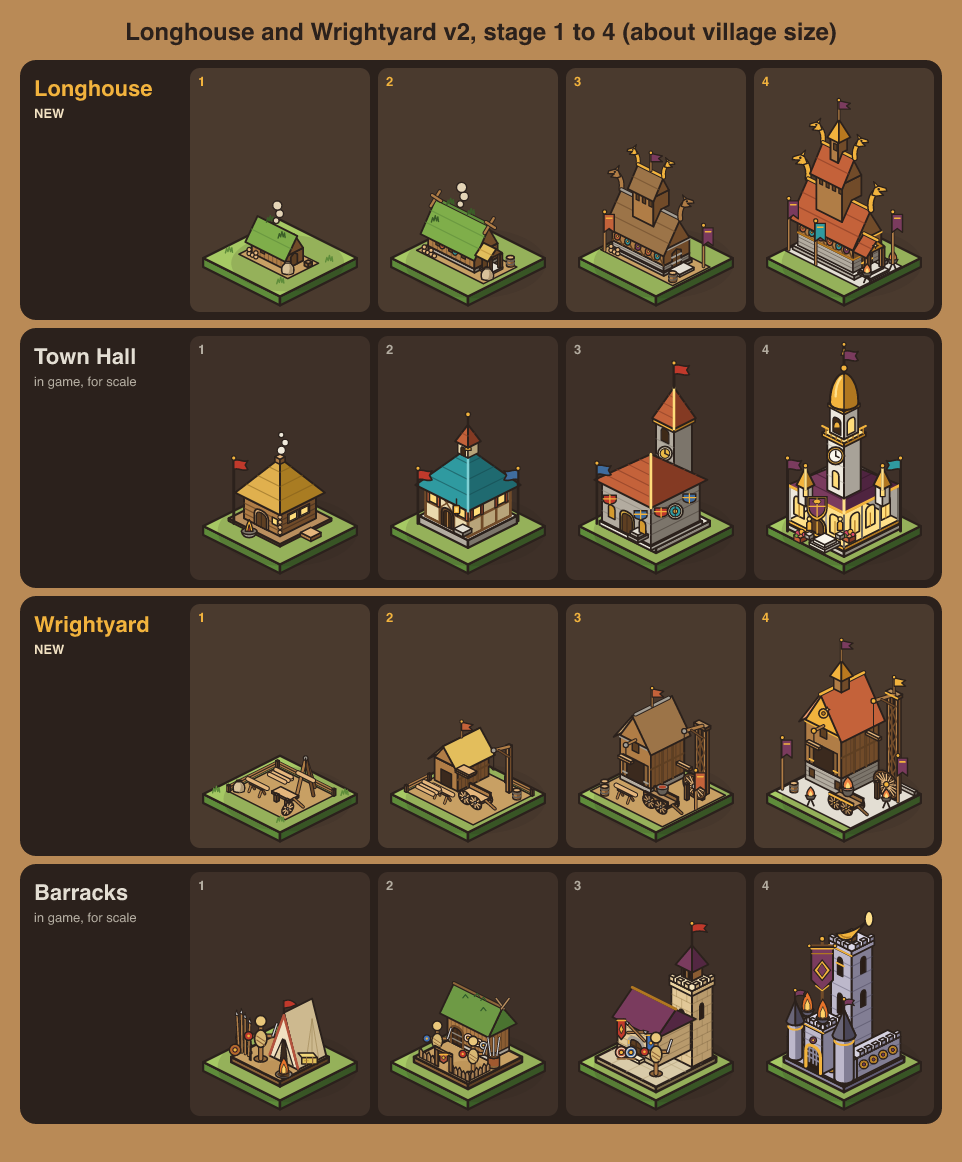 Longhouse and Wrightyard v2, stage 1 to 4 (about village size)
Longhouse
NEW
1
2
3
4
Town Hall
in game, for scale
1
2
3
4
Wrightyard
NEW
1
2
3
4
Barracks
in game, for scale
1
2
3
4